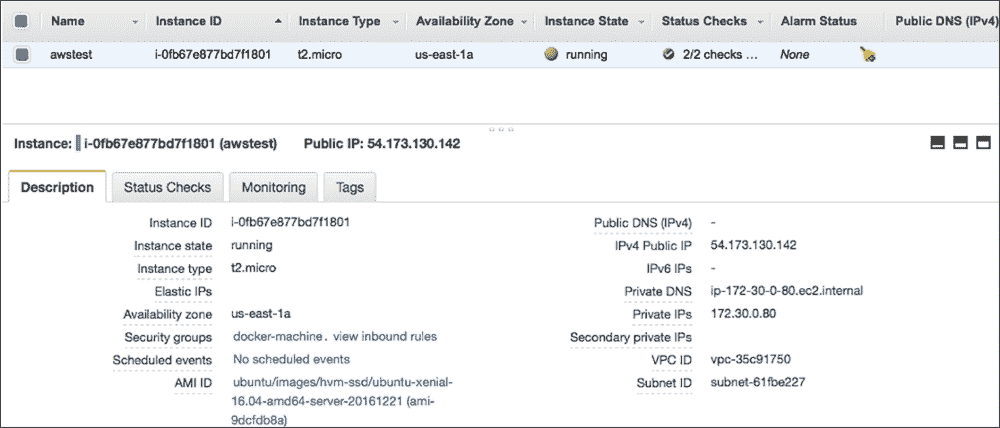 Name Instance ID Instance Type Availability Zone Instance State Status Checks Alarm Status Public DNS (IPv4)
awstest i-0fb67e877bd7f1801 t2.micro us-east-1a running 2/2 checks ... None
Instance: i-0fb67e877bd7f1801 (awstest) Public IP: 54.173.130.142
Description Status Checks Monitoring Tags
Instance ID i-0fb67e877bd7f1801 Public DNS (IPv4) -
Instance state running IPv4 Public IP 54.173.130.142
Instance type t2.micro IPv6 IPs -
Elastic IPs Private DNS ip-172-30-0-80.ec2.internal
Availability zone us-east-1a Private IPs 172.30.0.80
Security groups docker-machine. view inbound rules Secondary private IPs
Scheduled events No scheduled events VPC ID vpc-35c91750
AMI ID ubuntu/images/hvm-ssd/ubuntu-xenial- Subnet ID subnet-61fbe227
16.04-amd64-server-20161221 (ami-
9dcfdb8a)